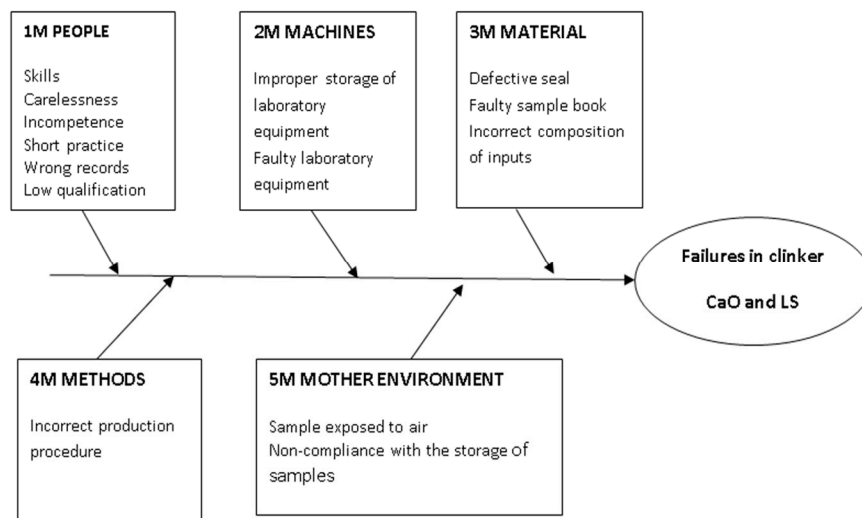 1M PEOPLE
Skills
Carelessness
Incompetence
Short practice
Wrong records
Low qualification
2M MACHINES
Improper storage of
laboratory
equipment
Faulty laboratory
equipment
3M MATERIAL
Defective seal
Faulty sample book
Incorrect composition
of inputs
Failures in clinker
CaO and LS
4M METHODS
Incorrect production
procedure
5M MOTHER ENVIRONMENT
Sample exposed to air
Non-compliance with the storage of
samples